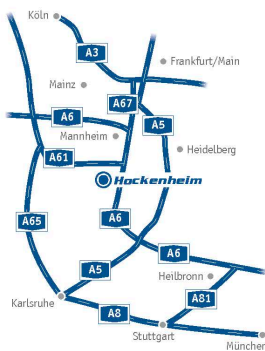 Köln
A3
Frankfurt/Main
Mainz
A67
A6
A5
Mannheim
Heidelberg
A61
Hockenheim
A65
A6
A6
A5
Heilbronn
Karlsruhe
A81
A8
Stuttgart
München